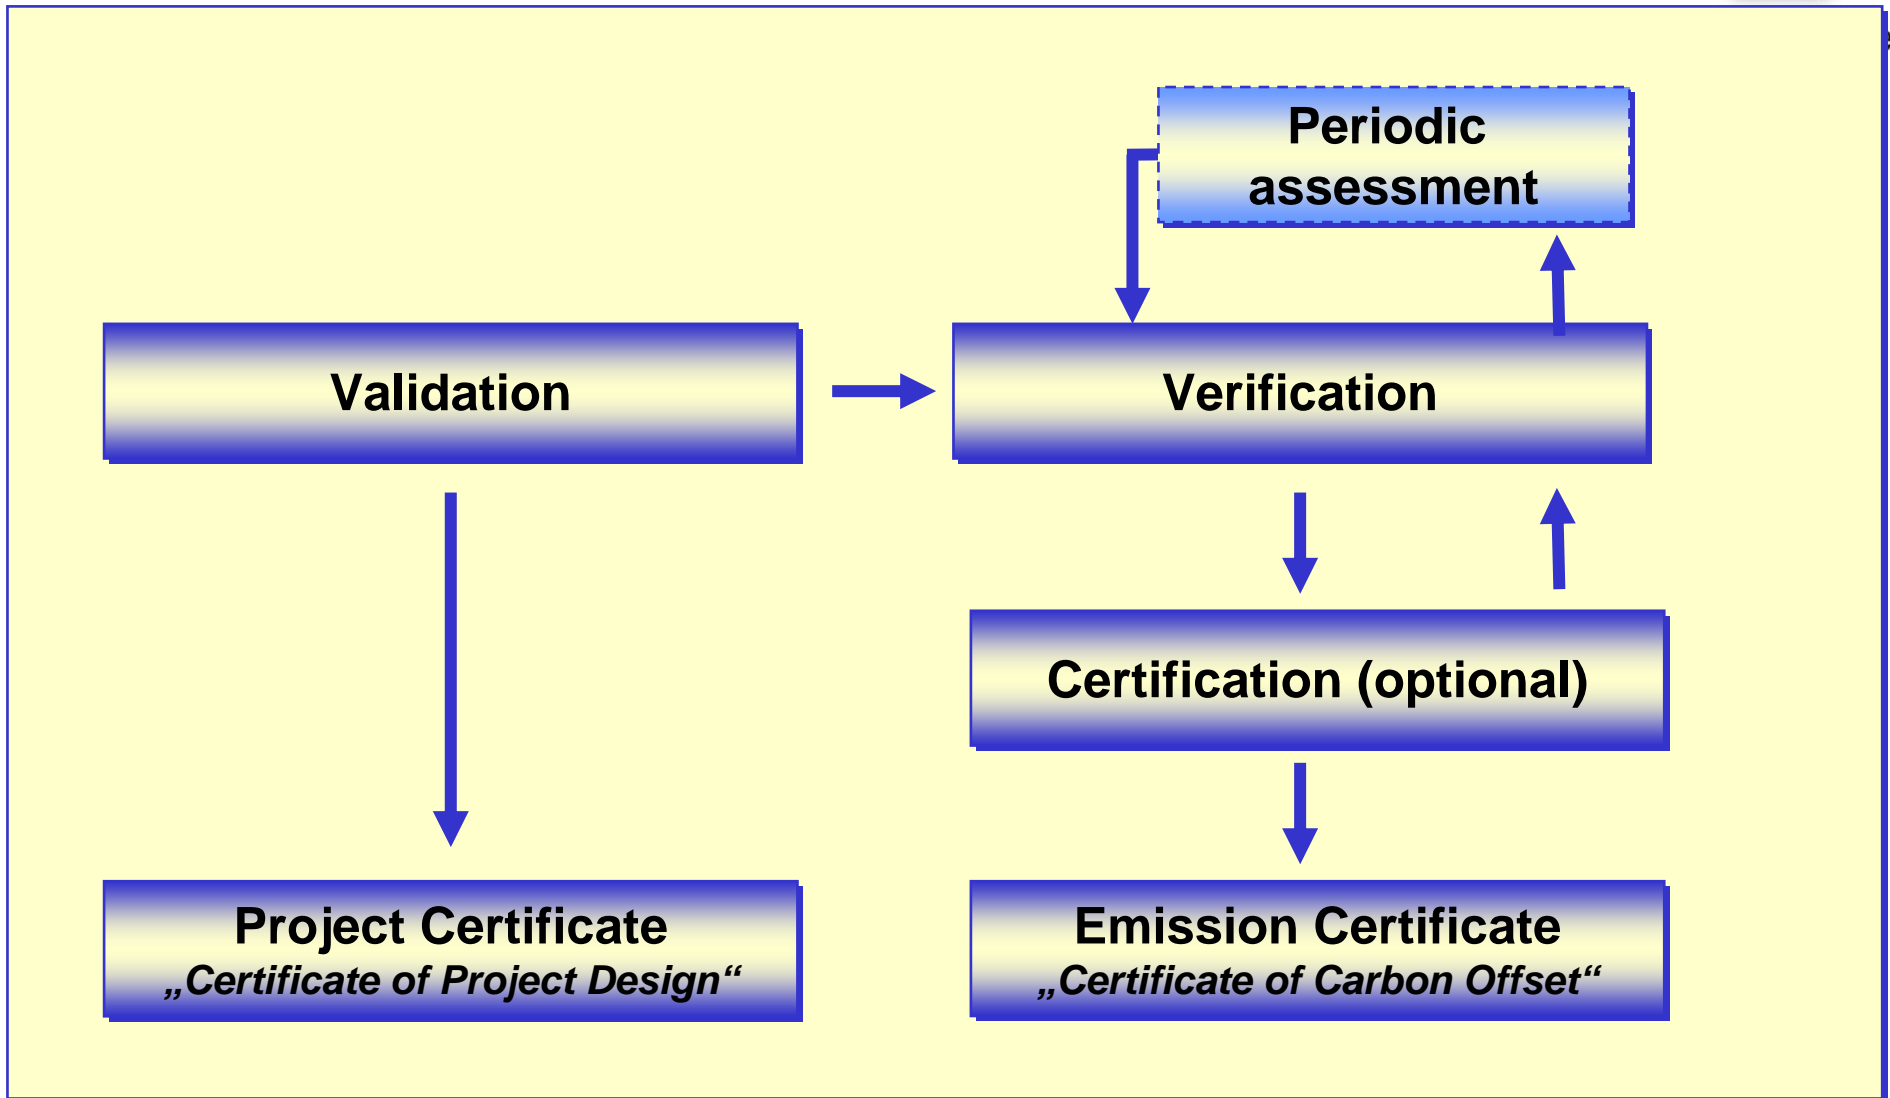 Periodic
assessment
Validation
Verification
Certification (optional)
Project Certificate
„Certificate of Project Design“
Emission Certificate
„Certificate of Carbon Offset“